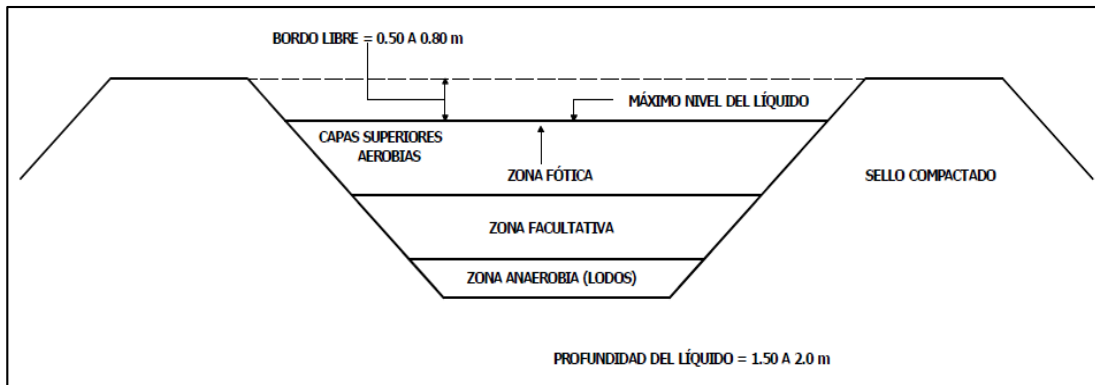 BORDO LIBRE = 0.50 A 0.80 m
MÁXIMO NIVEL DEL LÍQUIDO
CAPAS SUPERIORES
AEROBIAS
ZONA FÓTICA
SELLO COMPACTADO
ZONA FACULTATIVA
ZONA ANAEROBIA (LODOS)
PROFUNDIDAD DEL LÍQUIDO = 1.50 A 2.0 m